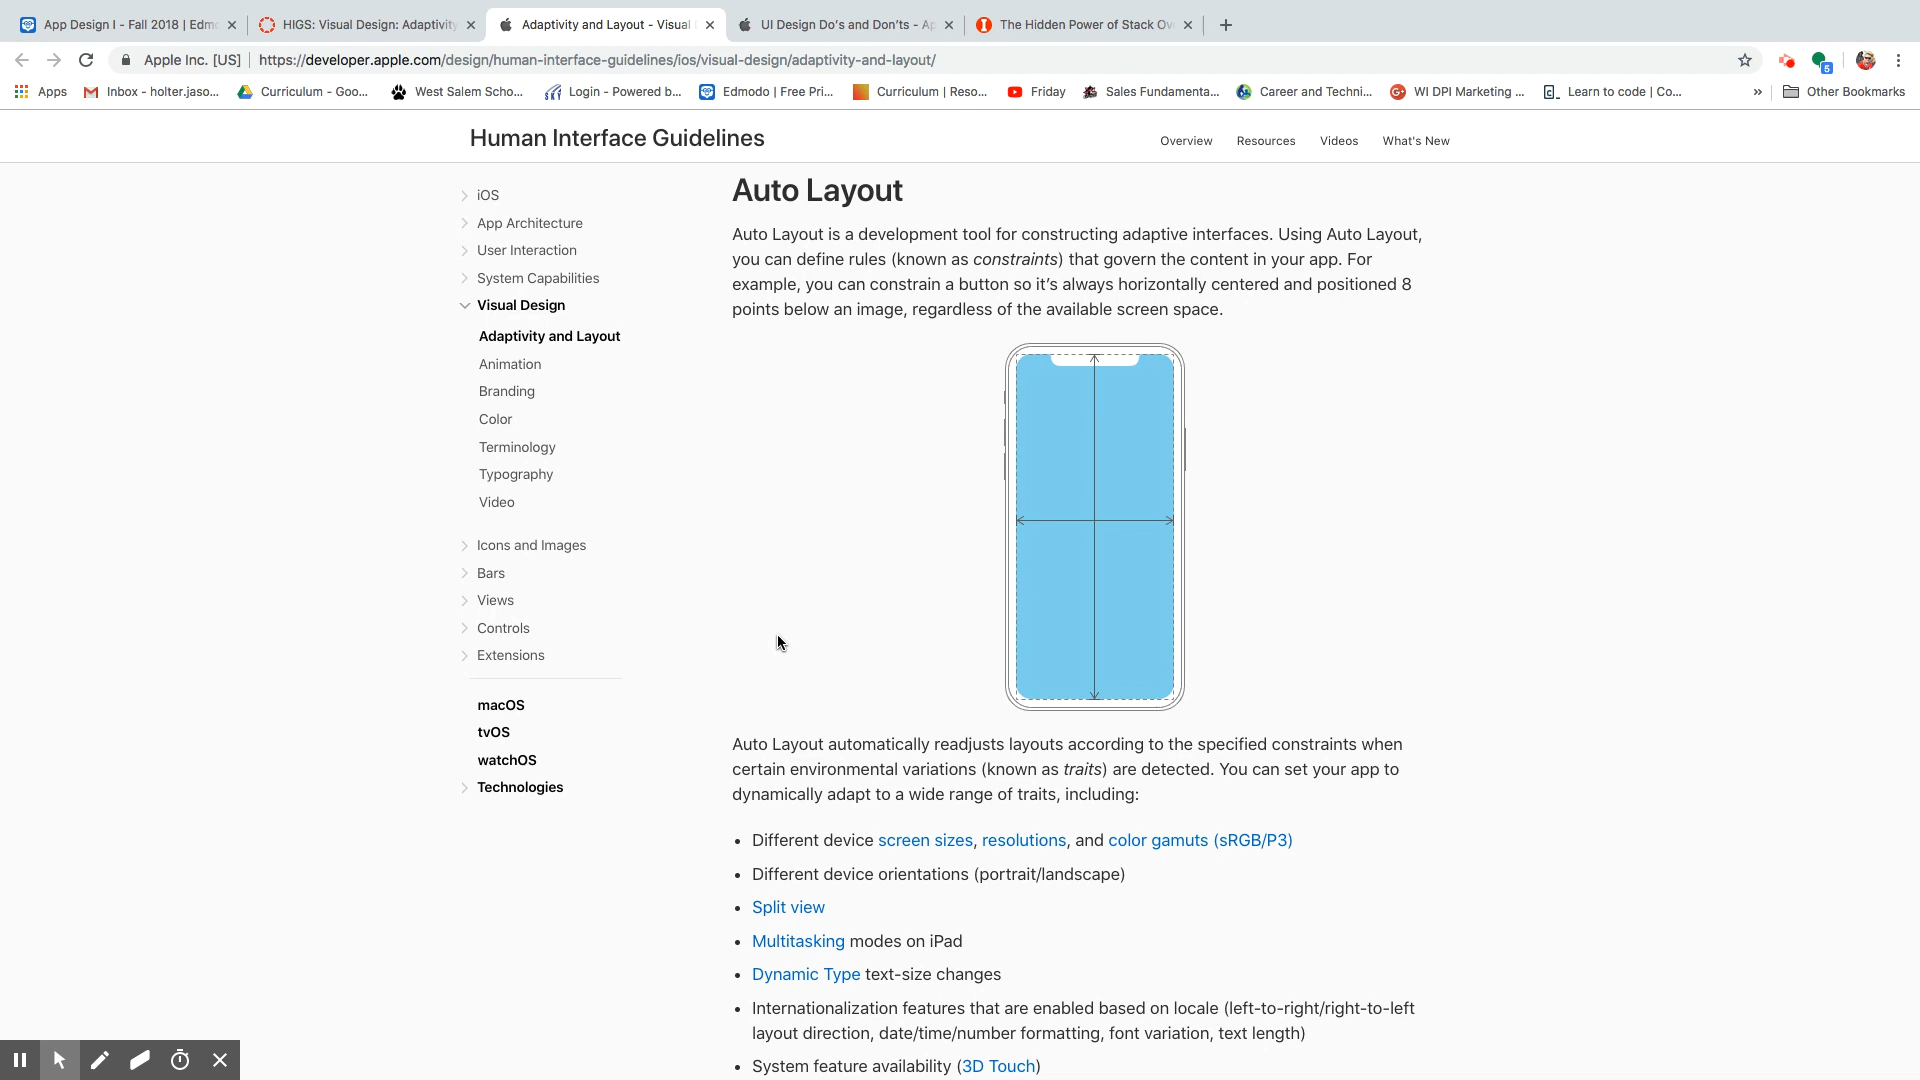 App Design I - Fall 2018 | Edmo
HIGS: Visual Design: Adaptivity
Adaptivity and Layout - Visual
UI Design Do's and Don'ts - Ap
The Hidden Power of Stack Ov
Apple Inc. [US]
https://developer.apple.com/design/human-interface-guidelines/ios/visual-design/adaptivity-and-layout/
5
Apps
Inbox - holter.jaso...
Curriculum - Goo...
West Salem Scho...
Login - Powered b...
Edmodo | Free Pri...
Curriculum | Reso...
Friday
Sales Fundamenta...
Career and Techni...
WI DPI Marketing ...
Learn to code | Co...
»
Other Bookmarks
Human Interface Guidelines
Overview
Resources
Videos
What's New
iOS
App Architecture
User Interaction
System Capabilities
Visual Design
Adaptivity and Layout
Animation
Branding
Color
Terminology
Typography
Video
Icons and Images
Bars
Views
Controls
Extensions
macOS
tvOS
watchOS
Technologies
Auto Layout
Auto Layout is a development tool for constructing adaptive interfaces. Using Auto Layout,
you can define rules (known as constraints) that govern the content in your app. For
example, you can constrain a button so it’s always horizontally centered and positioned 8
points below an image, regardless of the available screen space.
Auto Layout automatically readjusts layouts according to the specified constraints when
certain environmental variations (known as traits) are detected. You can set your app to
dynamically adapt to a wide range of traits, including:
• Different device screen sizes, resolutions, and color gamuts (sRGB/P3)
• Different device orientations (portrait/landscape)
• Split view
• Multitasking modes on iPad
• Dynamic Type text-size changes
• Internationalization features that are enabled based on locale (left-to-right/right-to-left
layout direction, date/time/number formatting, font variation, text length)
• System feature availability (3D Touch)